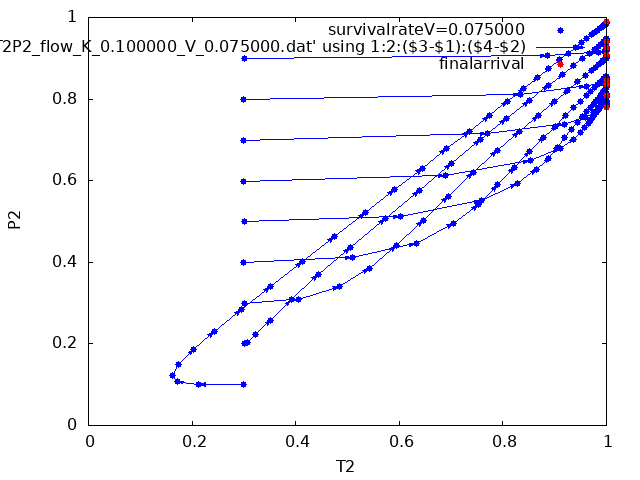 survivalrateV=0.075000
T2P2_flow_K_0.100000_V_0.075000.dat' using 1:2:($3-$1):($4-$2)
finalarrival
1
0.8
0.6
0.4
0.2
0
P2
0
0.2
0.4
0.6
0.8
1
T2